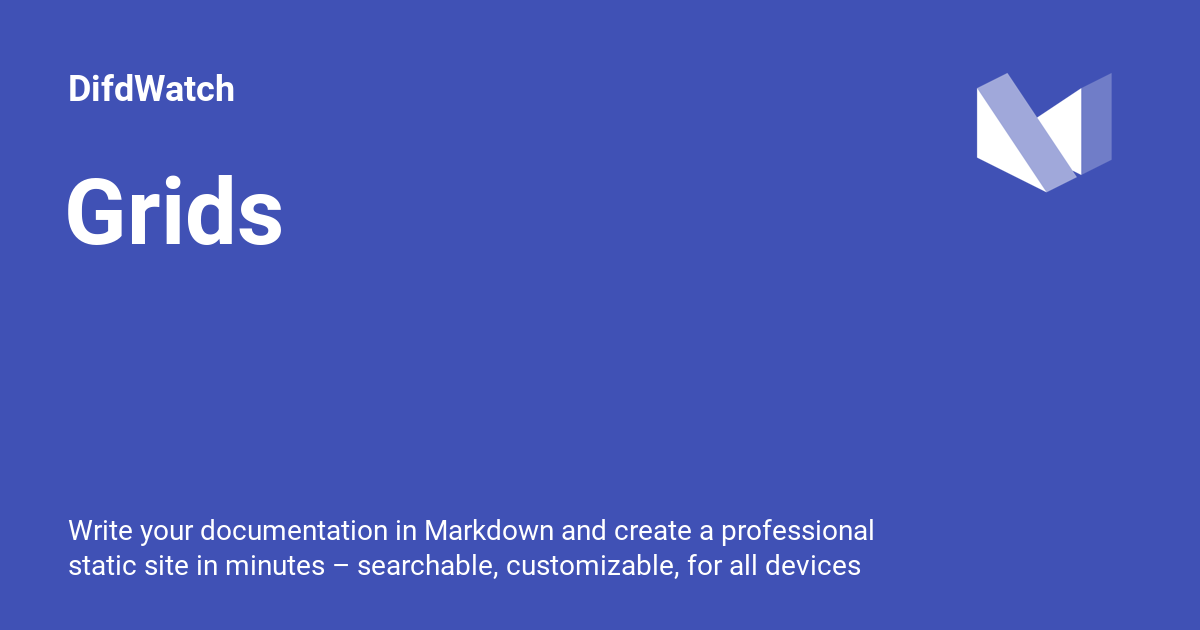 DifdWatch
Grids
Write your documentation in Markdown and create a professional
static site in minutes – searchable, customizable, for all devices